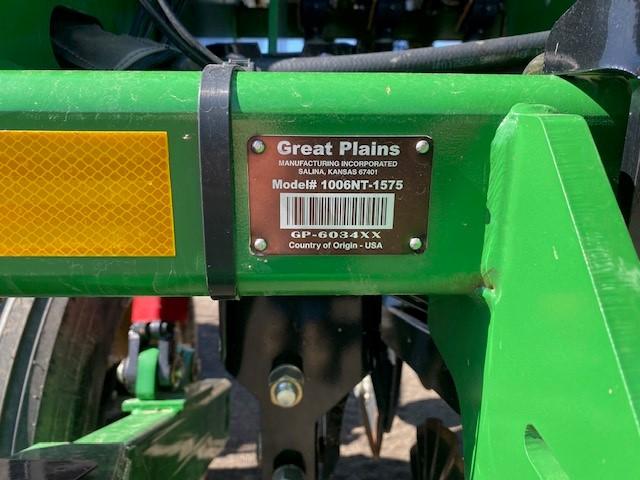 Great Plains
MANUFACTURING INCORPORATED
SALINA, KANSAS 67401
Model# 1006NT-1575
GP-6034XX
Country of Origin - USA